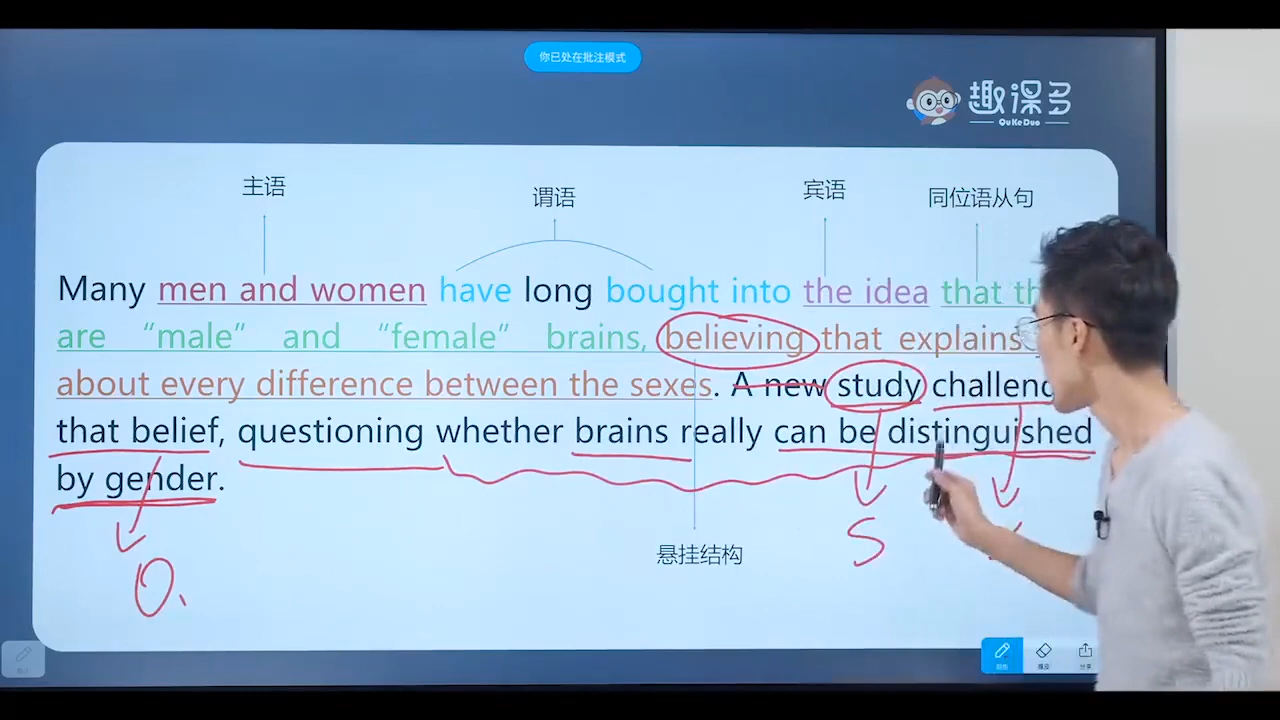 你已处在批注模式
趣课多
QuKeDuo
主语
谓语
宾语
同位语从句
Many men and women have long bought into the idea that th
are “male” and “female” brains, believing that explains
about every difference between the sexes. A new study challeng
that belief, questioning whether brains really can be distinguished
by gender.
悬挂结构
S
O
分享